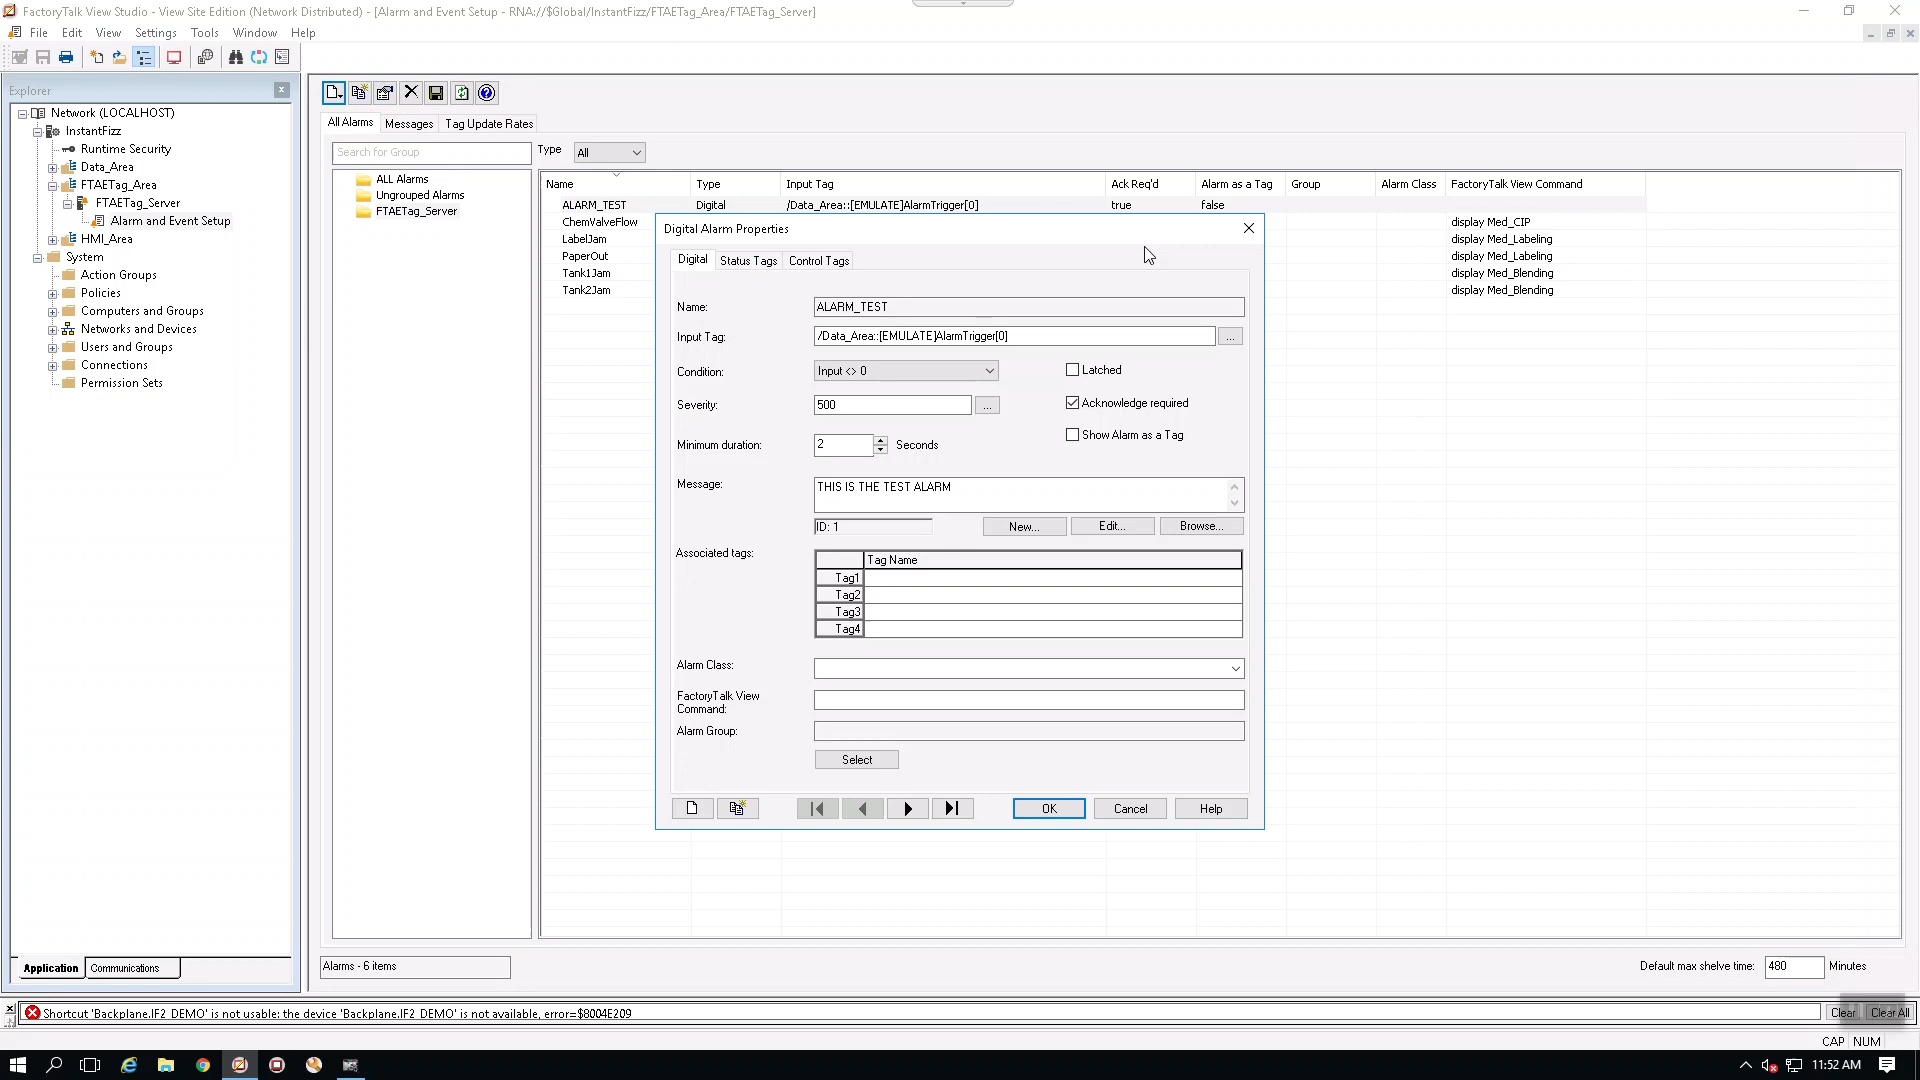 FactoryTalk View Studio - View Site Edition (Network Distributed) - [Alarm and Event Setup - RNA://$Global/InstantFizz/FTAETag_Area/FTAETag_Server]
File Edit View Settings Tools Window Help
Explorer
Network (LOCALHOST)
InstantFizz
Runtime Security
Data_Area
FTAETag_Area
FTAETag_Server
Alarm and Event Setup
HMI_Area
System
Action Groups
Policies
Computers and Groups
Networks and Devices
Users and Groups
Connections
Permission Sets
Application Communications
All Alarms Messages Tag Update Rates
Search for Group Type All
ALL Alarms
Ungrouped Alarms
FTAETag_Server
Name Type Input Tag Ack Req'd Alarm as a Tag Group Alarm Class FactoryTalk View Command
ALARM_TEST Digital /Data_Area::[EMULATE]AlarmTrigger[0] true false
ChemValveFlow display Med_CIP
LabelJam display Med_Labeling
PaperOut display Med_Labeling
Tank1Jam display Med_Blending
Tank2Jam display Med_Blending
Digital Alarm Properties
Digital Status Tags Control Tags
Name: ALARM_TEST
Input Tag: /Data_Area::[EMULATE]AlarmTrigger[0] ...
Condition: Input <> 0 Latched
Severity: 500 ... Acknowledge required
Show Alarm as a Tag
Minimum duration: 2 Seconds
Message: THIS IS THE TEST ALARM
ID: 1 New... Edit... Browse...
Associated tags: Tag Name
Tag1
Tag2
Tag3
Tag4
Alarm Class:
FactoryTalk View
Command:
Alarm Group:
Select
OK Cancel Help
Alarms - 6 items Default max shelve time: 480 Minutes
Shortcut 'Backplane.IF2_DEMO' is not usable: the device 'Backplane.IF2_DEMO' is not available, error=$8004E209 Clear Clear All
CAP NUM
11:52 AM